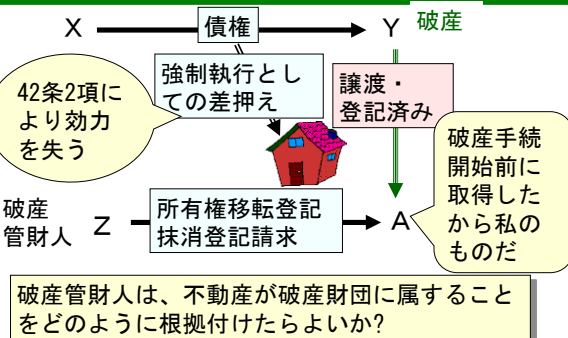 X 債権 Y 破産
42条2項に
より効力
を失う
強制執行とし
ての差押え
譲渡・
登記済み
破産手続
開始前に
取得した
から私の
ものだ
破産
管財人 Z
所有権移転登記
抹消登記請求
A
破産管財人は、不動産が破産財団に属すること
をどのように根拠付けたらよいか?